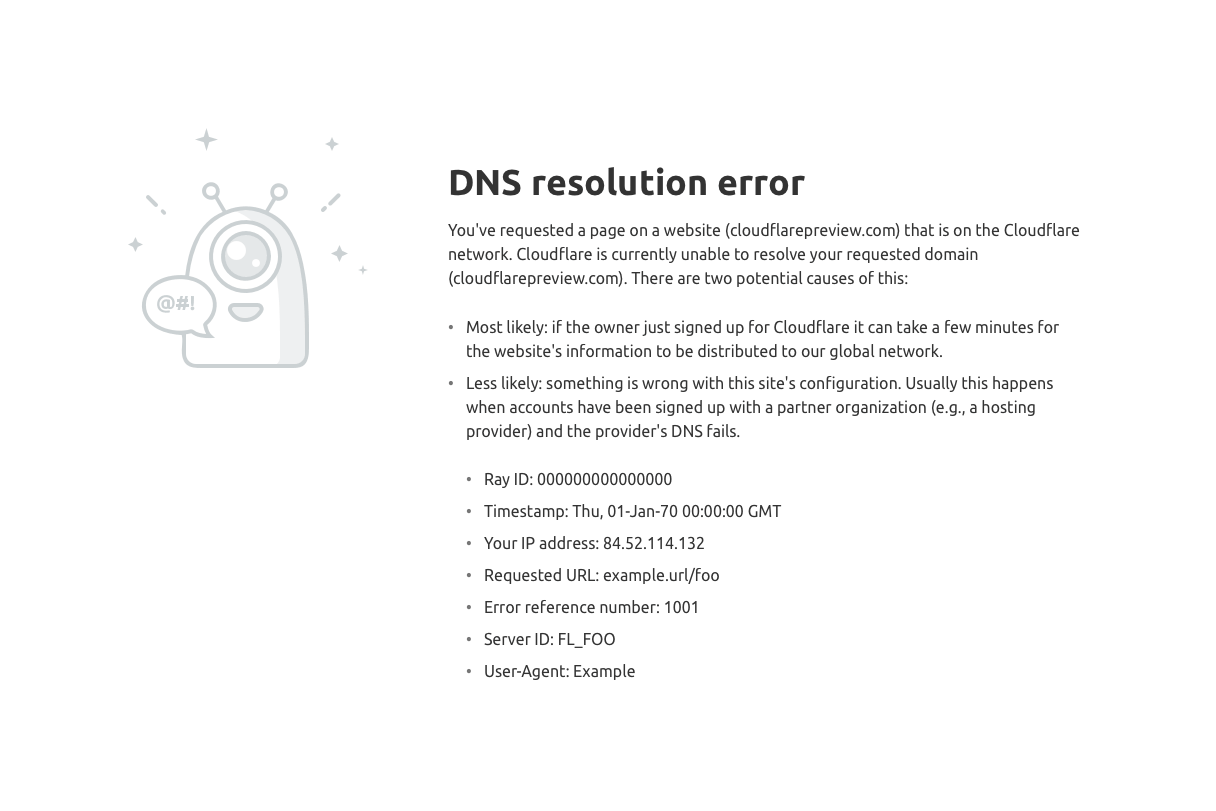 DNS resolution error
You've requested a page on a website (cloudflarepreview.com) that is on the Cloudflare
network. Cloudflare is currently unable to resolve your requested domain
(cloudflarepreview.com). There are two potential causes of this:
• Most likely: if the owner just signed up for Cloudflare it can take a few minutes for
the website's information to be distributed to our global network.
• Less likely: something is wrong with this site's configuration. Usually this happens
when accounts have been signed up with a partner organization (e.g., a hosting
provider) and the provider's DNS fails.
@#!
• Ray ID: 000000000000000
• Timestamp: Thu, 01-Jan-70 00:00:00 GMT
• Your IP address: 84.52.114.132
• Requested URL: example.url/foo
• Error reference number: 1001
• Server ID: FL_FOO
• User-Agent: Example